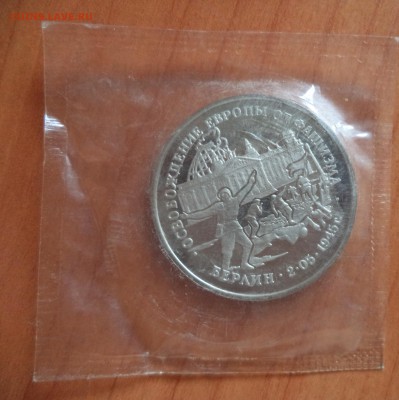 ОСВОБОЖДЕНИЕ ЕВРОПЫ ОТ ФАШИЗМА
БЕРЛИН · 2·05·1945 г.